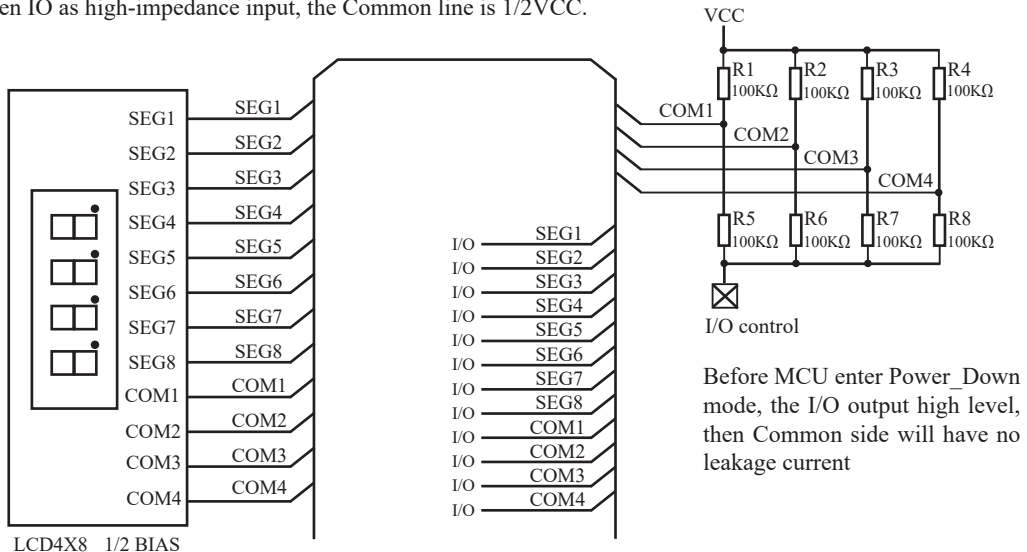 en IO as high-impedance input, the Common line is 1/2VCC.
VCC
R1
100KΩ
R2
100KΩ
R3
100KΩ
R4
100KΩ
COM1
COM2
COM3
COM4
R5
100KΩ
R6
100KΩ
R7
100KΩ
R8
100KΩ
I/O control
Before MCU enter Power_Down
mode, the I/O output high level,
then Common side will have no
leakage current
SEG1 SEG1
SEG2 SEG2
SEG3 SEG3
SEG4 SEG4
SEG5 SEG5
SEG6 SEG6
SEG7 SEG7
SEG8 SEG8
COM1 COM1
COM2 COM2
COM3 COM3
COM4 COM4
I/O SEG1
I/O SEG2
I/O SEG3
I/O SEG4
I/O SEG5
I/O SEG6
I/O SEG7
I/O SEG8
I/O COM1
I/O COM2
I/O COM3
I/O COM4
LCD4X8 1/2 BIAS